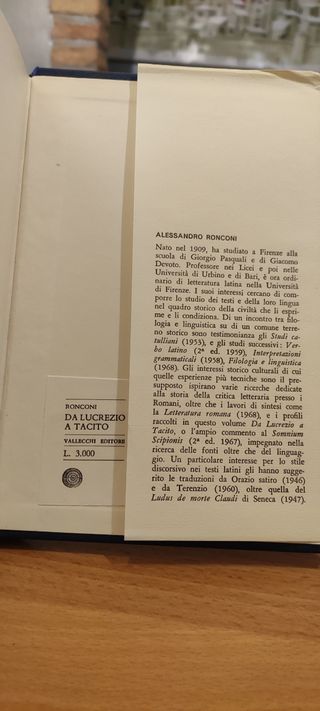 ALESSANDRO RONCONI
Nato nel 1909, ha studiato a Firenze alla
scuola di Giorgio Pasquali e di Giacomo
Devoto. Professore nei Licei e poi nelle
Università di Urbino e di Bari, è ora ordi-
nario di letteratura latina nella Università
di Firenze. I suoi interessi cercano di com-
porre lo studio dei testi e della loro lingua
nel quadro storico della civiltà che li espri-
me e li condiziona. Di un incontro tra filo-
logia e linguistica su di un comune terre-
no storico sono testimonianza gli Studi ca-
tulliani (1953), e gli studi successivi: Ver-
bo latino (2ª ed. 1959), Interpretazioni
grammaticali (1958), Filologia e linguistica
(1968). Gli interessi storico culturali di cui
quelle esperienze più tecniche sono il pre-
supposto ispirano varie ricerche dedicate
alla storia della critica letteraria presso i
Romani, oltre che i lavori di sintesi come
la Letteratura romana (1968), e i profili
raccolti in questo volume Da Lucrezio a
Tacito, o l'ampio commento al Somnium
Scipionis (2ª ed. 1967), impegnato nella
ricerca delle fonti oltre che del linguag-
gio. Un particolare interesse per lo stile
discorsivo nei testi latini gli hanno sugge-
rito le traduzioni da Orazio satiro (1946)
e da Terenzio (1960), oltre quella del
Ludus de morte Claudi di Seneca (1947).
RONCONI
DA LUCREZIO
A TACITO
VALLECCHI EDITORE
L. 3.000